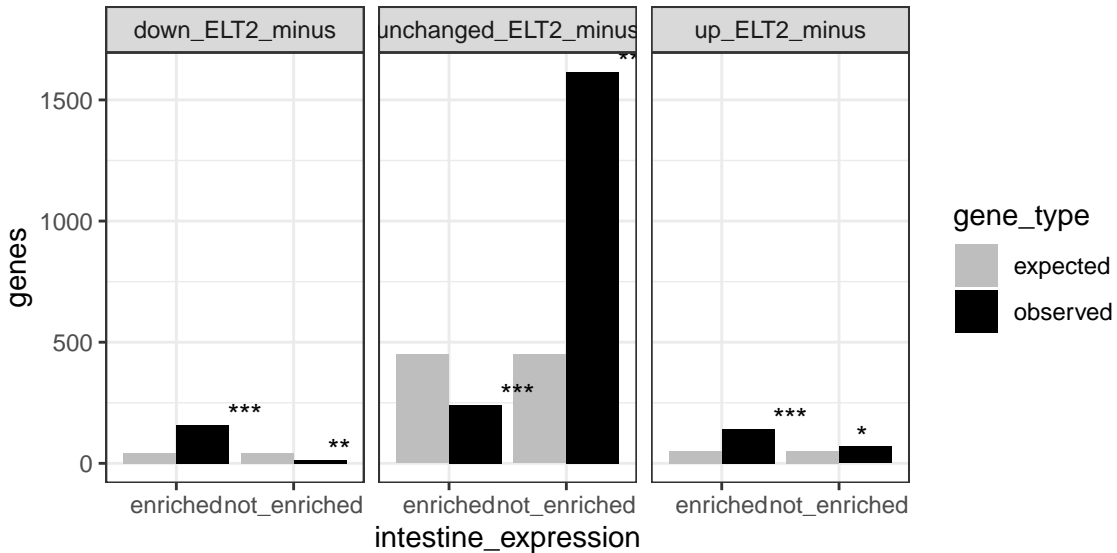 down_ELT2_minus
unchanged_ELT2_minus
up_ELT2_minus
genes
1500
1000
500
0
***
**
***
**
***
*
enriched
not_enriched
enriched
not_enriched
enriched
not_enriched
intestine_expression
gene_type
expected
observed